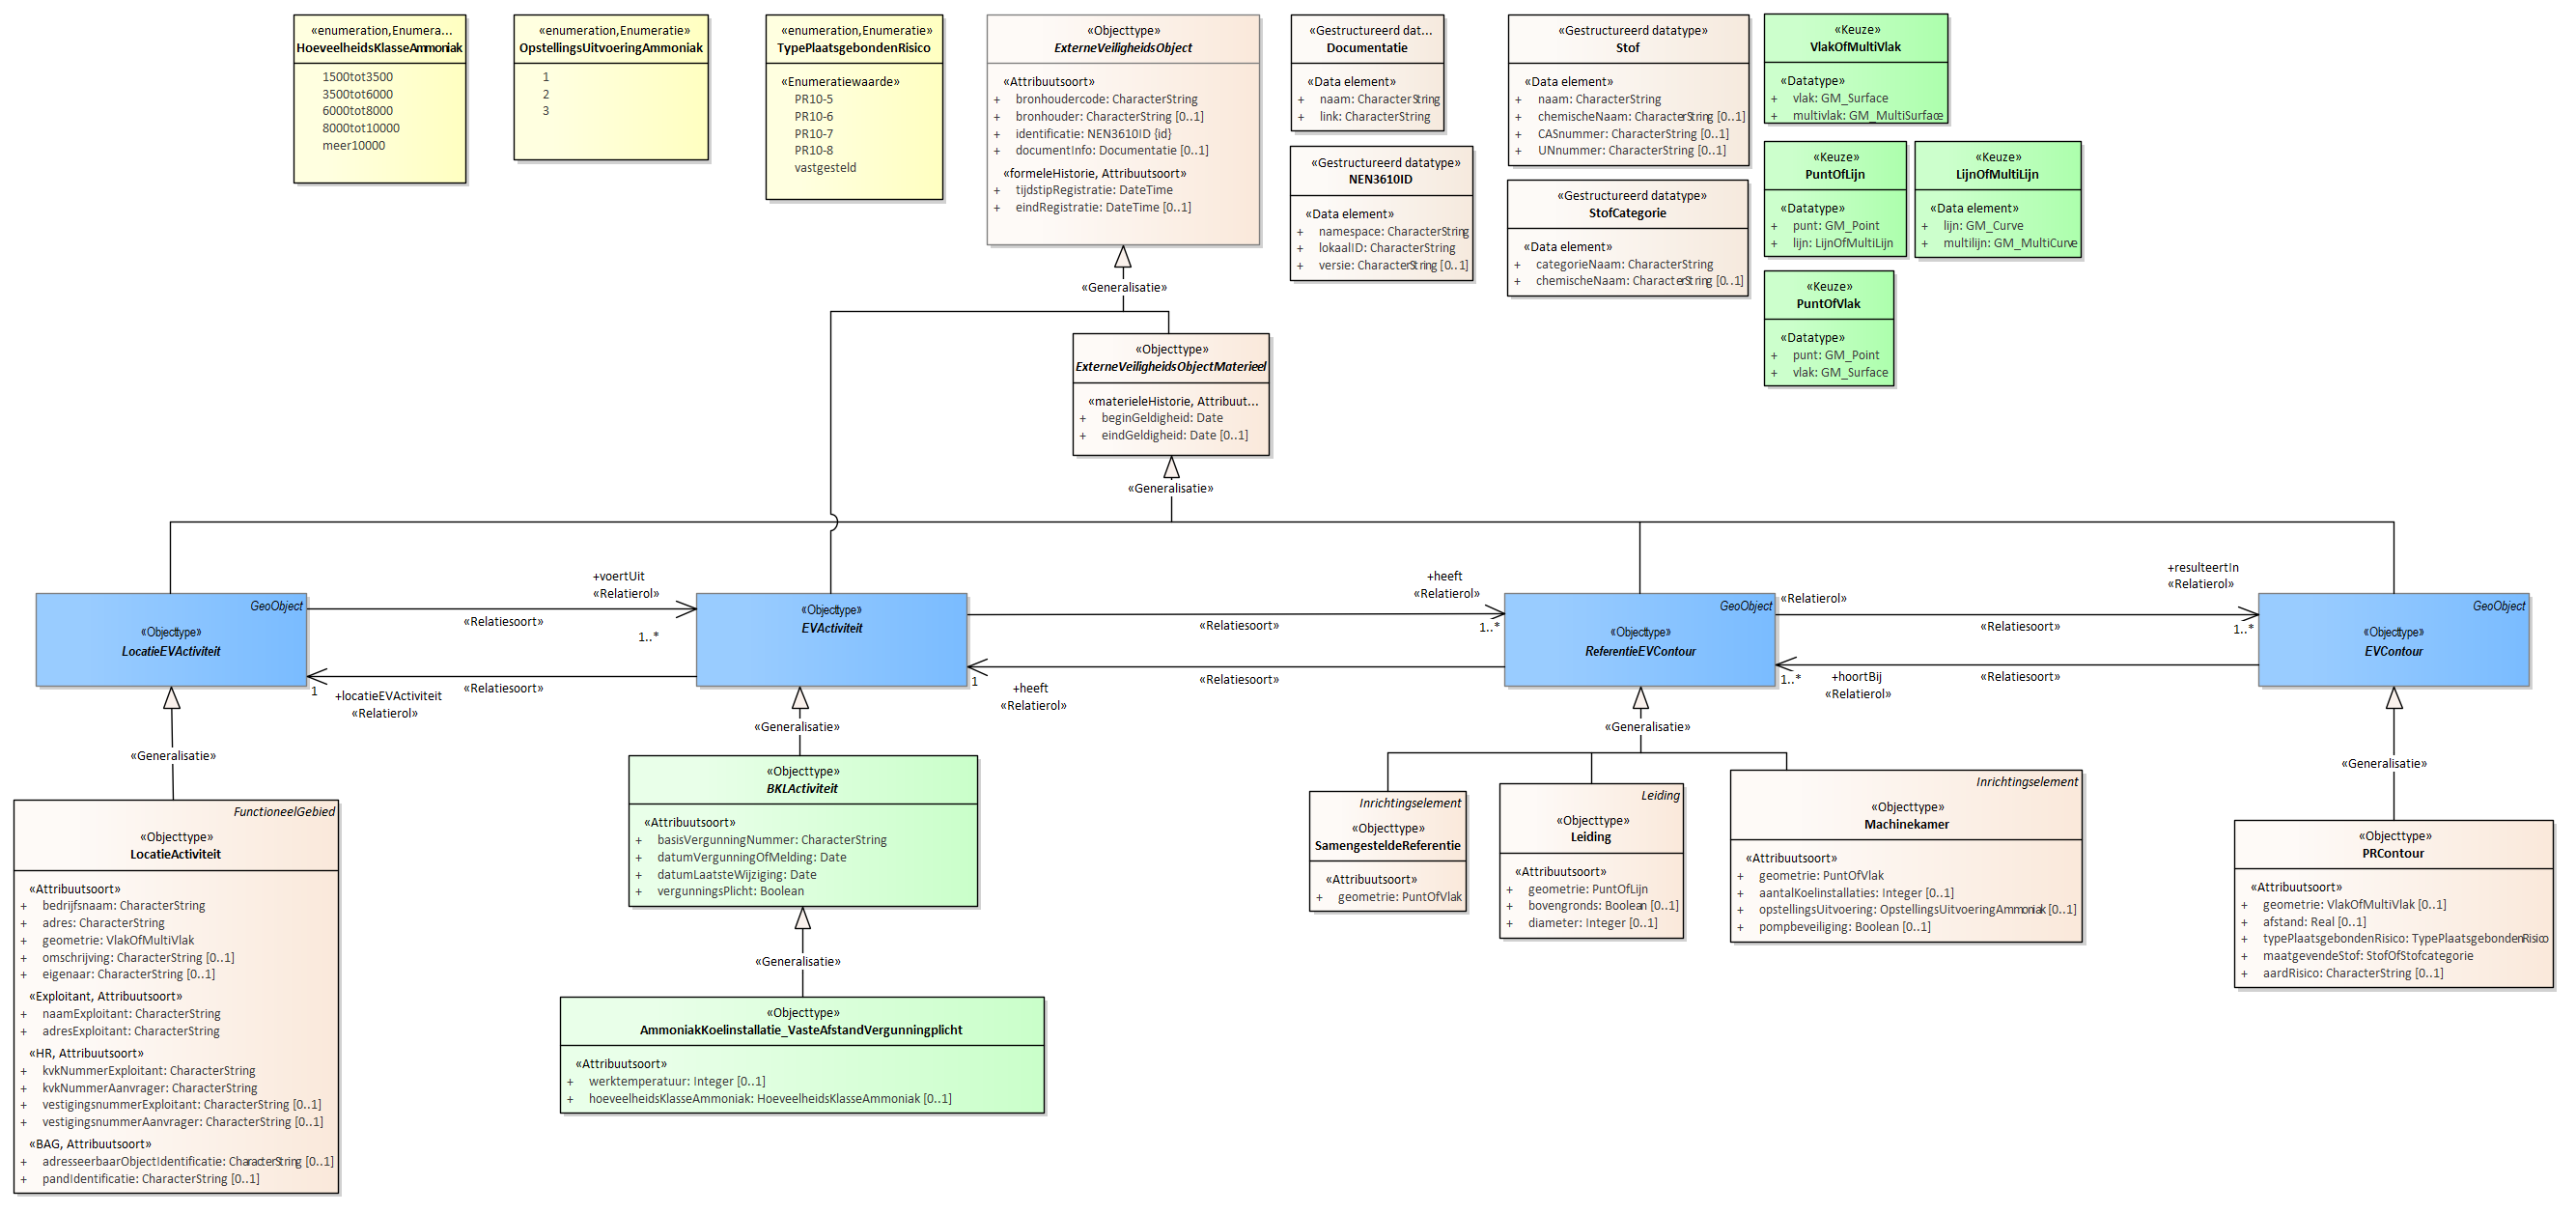 «enumeration,Enumera...
HoeveelheidsKlasseAmmoniak
1500tot3500
3500tot6000
6000tot8000
8000tot10000
meer10000
«enumeration,Enumeratie»
OpstellingsUitvoeringAmmoniak
1
2
3
«enumeration,Enumeratie»
TypePlaatsgebondenRisico
«Enumeratiewaarde»
PR10-5
PR10-6
PR10-7
PR10-8
vastgesteld
«Objecttype»
ExterneVeiligheidsObject
«Attribuutsoort»
+ bronhoudercode: CharacterString
+ bronhouder: CharacterString [0..1]
+ identificatie: NEN3610ID {id}
+ documentInfo: Documentatie [0..1]
«formeleHistorie, Attribuutsoort»
+ tijdstipRegistratie: DateTime
+ eindRegistratie: DateTime [0..1]
«Gestructureerd dat...
Documentatie
«Data element»
+ naam: CharacterString
+ link: CharacterString
«Gestructureerd datatype»
NEN3610ID
«Data element»
+ namespace: CharacterString
+ lokaalID: CharacterString
+ versie: CharacterString [0..1]
«Gestructureerd datatype»
Stof
«Data element»
+ naam: CharacterString
+ chemischeNaam: CharacterString [0..1]
+ CASnummer: CharacterString [0..1]
+ UNnummer: CharacterString [0..1]
«Gestructureerd datatype»
StofCategorie
«Data element»
+ categorieNaam: CharacterString
+ chemischeNaam: CharacterString [0..1]
«Keuze»
VlakOfMultiVlak
«Datatype»
+ vlak: GM_Surface
+ multivlak: GM_MultiSurface
«Keuze»
PuntOfLijn
«Datatype»
+ punt: GM_Point
+ lijn: LijnOfMultiLijn
«Keuze»
LijnOfMultiLijn
«Data element»
+ lijn: GM_Curve
+ multilijn: GM_MultiCurve
«Keuze»
PuntOfVlak
«Datatype»
+ punt: GM_Point
+ vlak: GM_Surface
«Generalisatie»
«Objecttype»
ExterneVeiligheidsObjectMaterieel
«materieleHistorie, Attribuut...
+ beginGeldigheid: Date
+ eindGeldigheid: Date [0..1]
«Generalisatie»
GeoObject
«Objecttype»
LocatieEVActiviteit
+voertUit
«Relatierol»
«Relatiesoort»
1..*
«Relatiesoort»
1
+locatieEVActiviteit
«Relatierol»
«Objecttype»
EVActiviteit
+heeft
«Relatierol»
«Relatiesoort»
1..*
«Relatiesoort»
1
+heeft
«Relatierol»
GeoObject
«Objecttype»
ReferentieEVContour
«Relatierol»
+resulteertIn
«Relatierol»
«Relatiesoort»
1..*
«Relatiesoort»
1..*
+hoortBij
«Relatierol»
GeoObject
«Objecttype»
EVContour
«Generalisatie»
FunctioneelGebied
«Objecttype»
LocatieActiviteit
«Attribuutsoort»
+ bedrijfsnaam: CharacterString
+ adres: CharacterString
+ geometrie: VlakOfMultiVlak
+ omschrijving: CharacterString [0..1]
+ eigenaar: CharacterString [0..1]
«Exploitant, Attribuutsoort»
+ naamExploitant: CharacterString
+ adresExploitant: CharacterString
«HR, Attribuutsoort»
+ kvkNummerExploitant: CharacterString
+ kvkNummerAanvrager: CharacterString
+ vestigingsnummerExploitant: CharacterString [0..1]
+ vestigingsnummerAanvrager: CharacterString [0..1]
«BAG, Attribuutsoort»
+ adresseerbaarObjectIdentificatie: CharacterString [0..1]
+ pandIdentificatie: CharacterString [0..1]
«Generalisatie»
«Objecttype»
BKLActiviteit
«Attribuutsoort»
+ basisVergunningNummer: CharacterString
+ datumVergunningOfMelding: Date
+ datumLaatsteWijziging: Date
+ vergunningsPlicht: Boolean
«Generalisatie»
«Objecttype»
AmmoniakKoelinstallatie_VasteAfstandVergunningplicht
«Attribuutsoort»
+ werktemperatuur: Integer [0..1]
+ hoeveelheidsKlasseAmmoniak: HoeveelheidsKlasseAmmoniak [0..1]
«Generalisatie»
Inrichtingselement
«Objecttype»
SamengesteldeReferentie
«Attribuutsoort»
+ geometrie: PuntOfVlak
Leiding
«Objecttype»
Leiding
«Attribuutsoort»
+ geometrie: PuntOfLijn
+ bovengronds: Boolean [0..1]
+ diameter: Integer [0..1]
Inrichtingselement
«Objecttype»
Machinekamer
«Attribuutsoort»
+ geometrie: PuntOfVlak
+ aantalKoelinstallaties: Integer [0..1]
+ opstellingsUitvoering: OpstellingsUitvoeringAmmoniak [0..1]
+ pompbeveiliging: Boolean [0..1]
«Generalisatie»
«Objecttype»
PRContour
«Attribuutsoort»
+ geometrie: VlakOfMultiVlak [0..1]
+ afstand: Real [0..1]
+ typePlaatsgebondenRisico: TypePlaatsgebondenRisico
+ maatgevendeStof: StofOfStofcategorie
+ aardRisico: CharacterString [0..1]